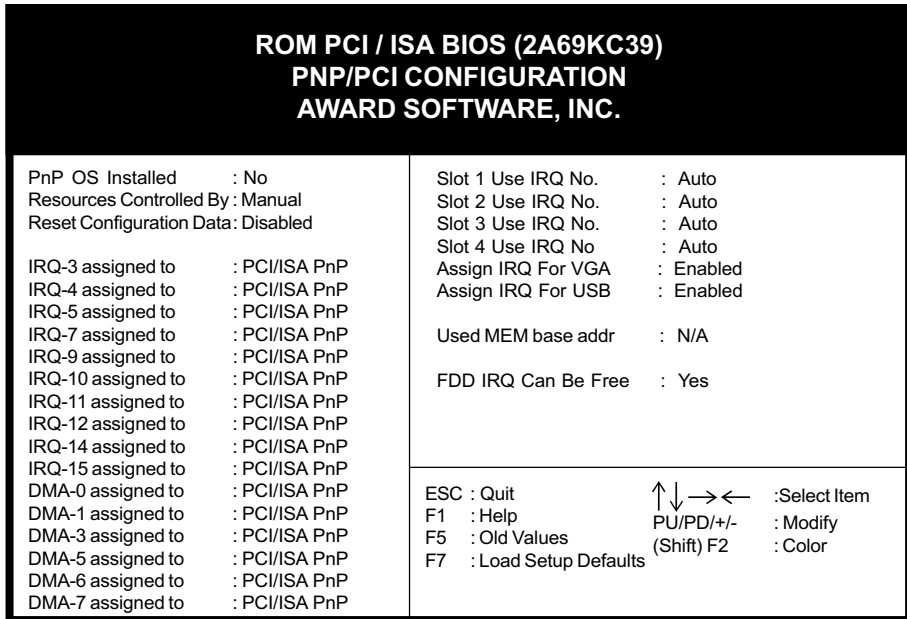 ROM PCI / ISA BIOS (2A69KC39)
PNP/PCI CONFIGURATION
AWARD SOFTWARE, INC.
PnP OS Installed : No
Resources Controlled By : Manual
Reset Configuration Data : Disabled
IRQ-3 assigned to : PCI/ISA PnP
IRQ-4 assigned to : PCI/ISA PnP
IRQ-5 assigned to : PCI/ISA PnP
IRQ-7 assigned to : PCI/ISA PnP
IRQ-9 assigned to : PCI/ISA PnP
IRQ-10 assigned to : PCI/ISA PnP
IRQ-11 assigned to : PCI/ISA PnP
IRQ-12 assigned to : PCI/ISA PnP
IRQ-14 assigned to : PCI/ISA PnP
IRQ-15 assigned to : PCI/ISA PnP
DMA-0 assigned to : PCI/ISA PnP
DMA-1 assigned to : PCI/ISA PnP
DMA-3 assigned to : PCI/ISA PnP
DMA-5 assigned to : PCI/ISA PnP
DMA-6 assigned to : PCI/ISA PnP
DMA-7 assigned to : PCI/ISA PnP
Slot 1 Use IRQ No. : Auto
Slot 2 Use IRQ No. : Auto
Slot 3 Use IRQ No. : Auto
Slot 4 Use IRQ No : Auto
Assign IRQ For VGA : Enabled
Assign IRQ For USB : Enabled
Used MEM base addr : N/A
FDD IRQ Can Be Free : Yes
ESC : Quit ↑↓→← :Select Item
F1 : Help PU/PD/+/- : Modify
F5 : Old Values (Shift) F2 : Color
F7 : Load Setup Defaults